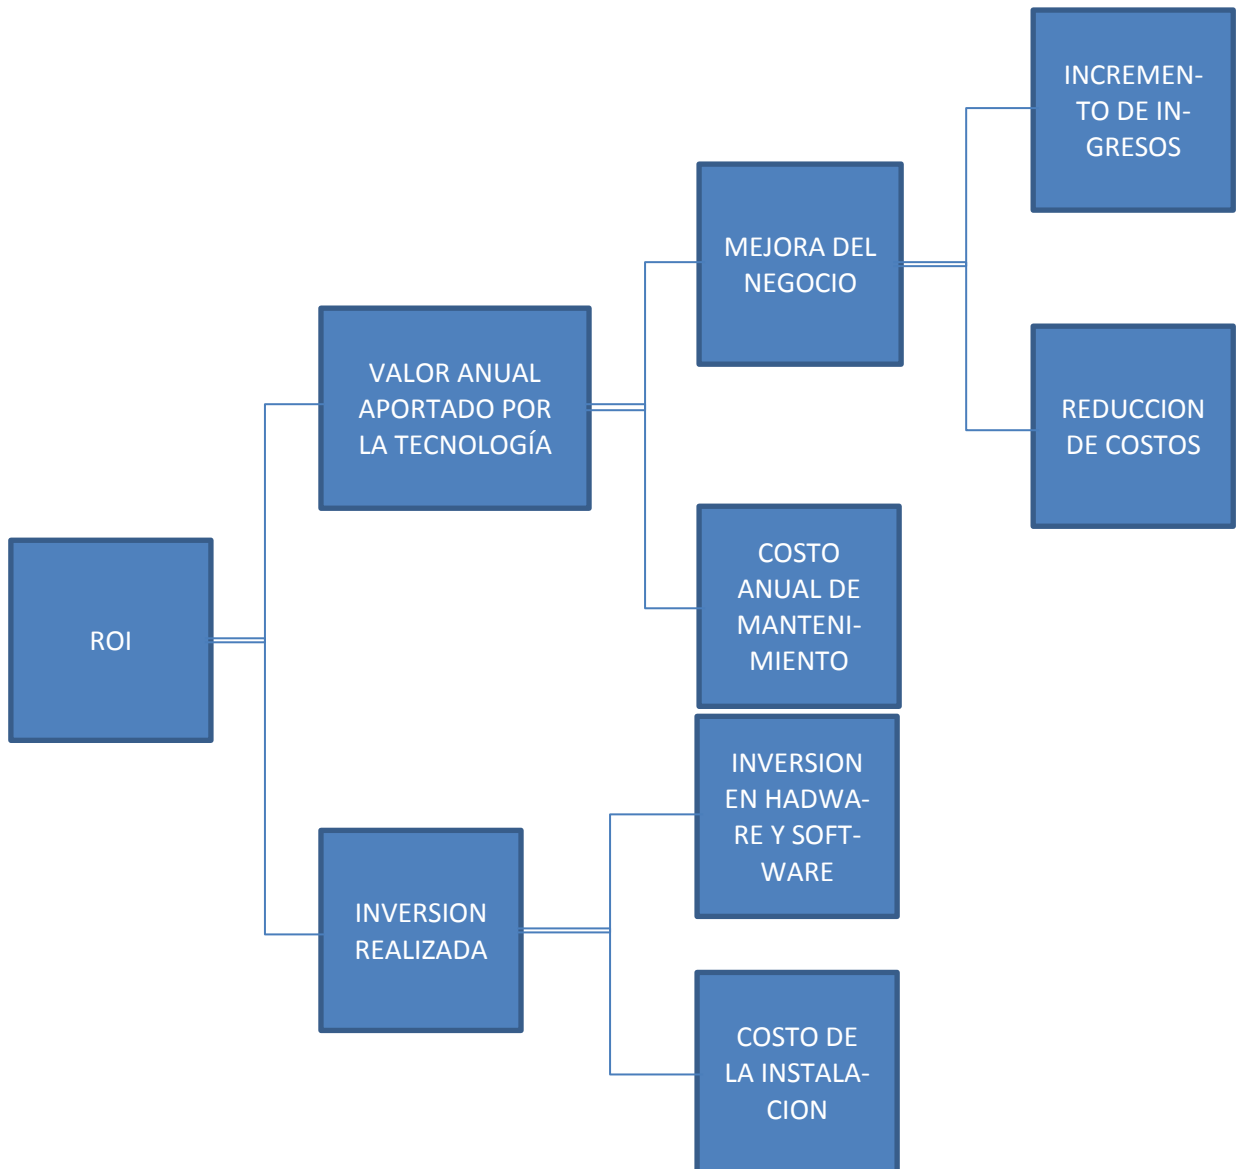 ROI
VALOR ANUAL
APORTADO POR
LA TECNOLOGÍA
MEJORA DEL
NEGOCIO
INCREMEN-
TO DE IN-
GRESOS
REDUCCION
DE COSTOS
COSTO
ANUAL DE
MANTENI-
MIENTO
INVERSION
REALIZADA
INVERSION
EN HADWA-
RE Y SOFT-
WARE
COSTO DE
LA INSTALA-
CION